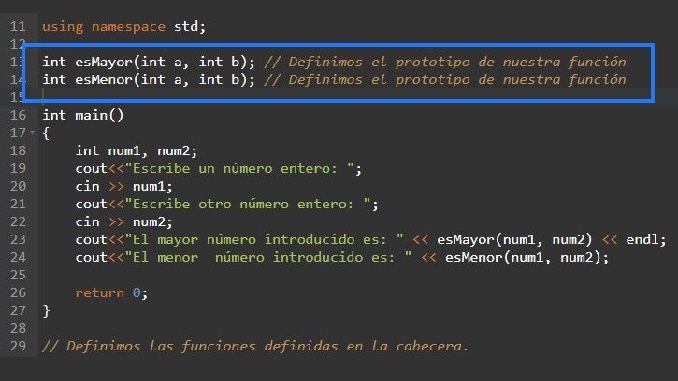 11 using namespace std;
12
13 int esMayor(int a, int b); // Definimos el prototipo de nuestra función
14 int esMenor(int a, int b); // Definimos el prototipo de nuestra función
15
16 int main()
17 {
18 int num1, num2;
19 cout<<"Escribe un número entero: ";
20 cin >> num1;
21 cout<<"Escribe otro número entero: ";
22 cin >> num2;
23 cout<<"El mayor número introducido es: " << esMayor(num1, num2) << endl;
24 cout<<"El menor  número introducido es: " << esMenor(num1, num2);
25
26 return 0;
27 }
28
29 // Definimos las funciones definidas en la cabecera.